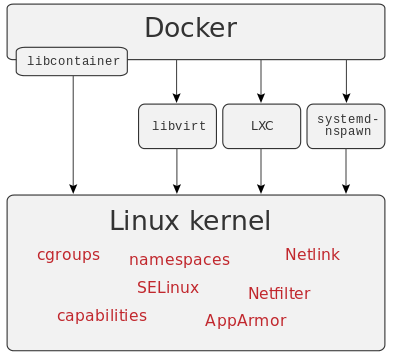 Docker
libcontainer
libvirt
LXC
systemd-
nspawn
Linux kernel
cgroups
namespaces
Netlink
SELinux
Netfilter
capabilities
AppArmor